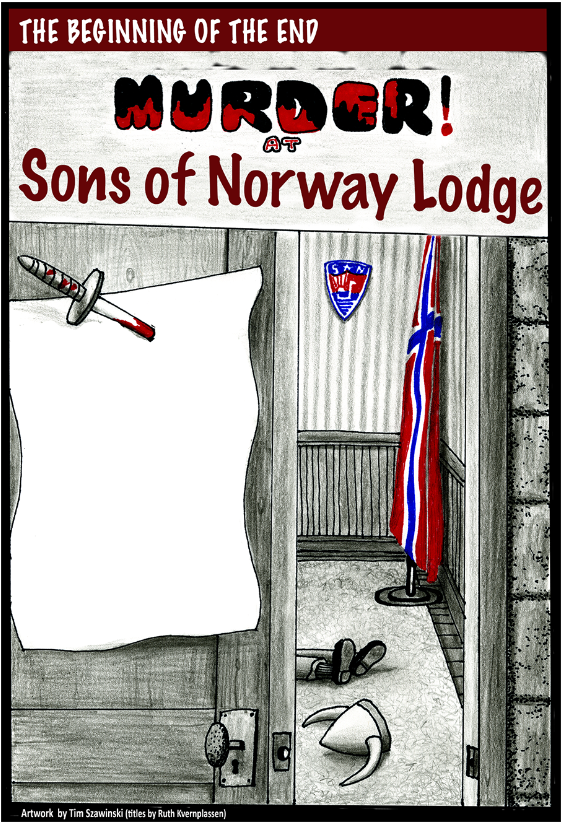 THE BEGINNING OF THE END
MURDER!
AT
Sons of Norway Lodge
S N
Artwork by Tim Szawinski (titles by Ruth Kvernplassen)